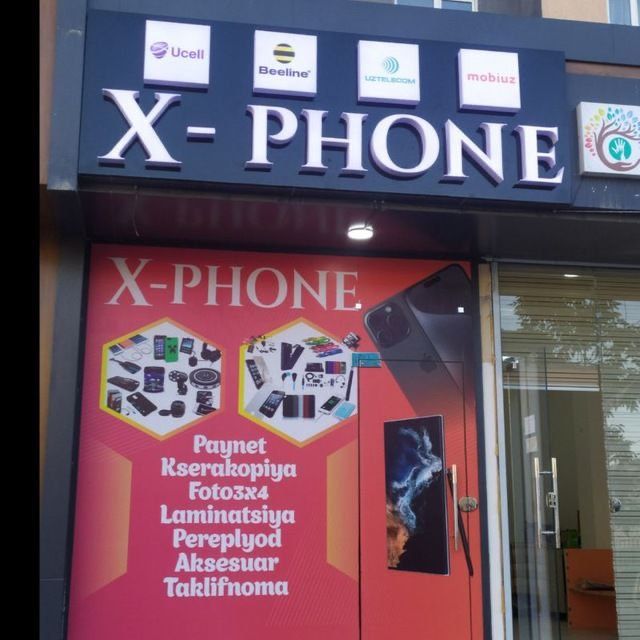 Ucell
Beeline
UZTELECOM
mobiuz
X-PHONE
X-PHONE
Paynet
Kserakopiya
Foto3x4
Laminatsiya
Pereplyod
Aksesuar
Taklifnoma